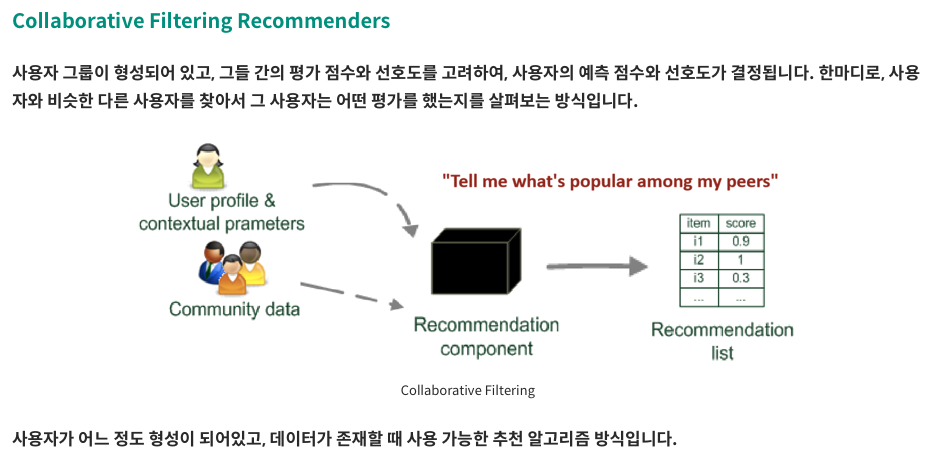 Collaborative Filtering Recommenders
사용자 그룹이 형성되어 있고, 그들 간의 평가 점수와 선호도를 고려하여, 사용자의 예측 점수와 선호도가 결정됩니다. 한마디로, 사용
자와 비슷한 다른 사용자를 찾아서 그 사용자는 어떤 평가를 했는지를 살펴보는 방식입니다.
"Tell me what's popular among my peers"
User profile &
contextual prameters
Community data
Recommendation
component
item score
i1 0.9
i2 1
i3 0.3
... ...
Recommendation
list
Collaborative Filtering
사용자가 어느 정도 형성이 되어있고, 데이터가 존재할 때 사용 가능한 추천 알고리즘 방식입니다.